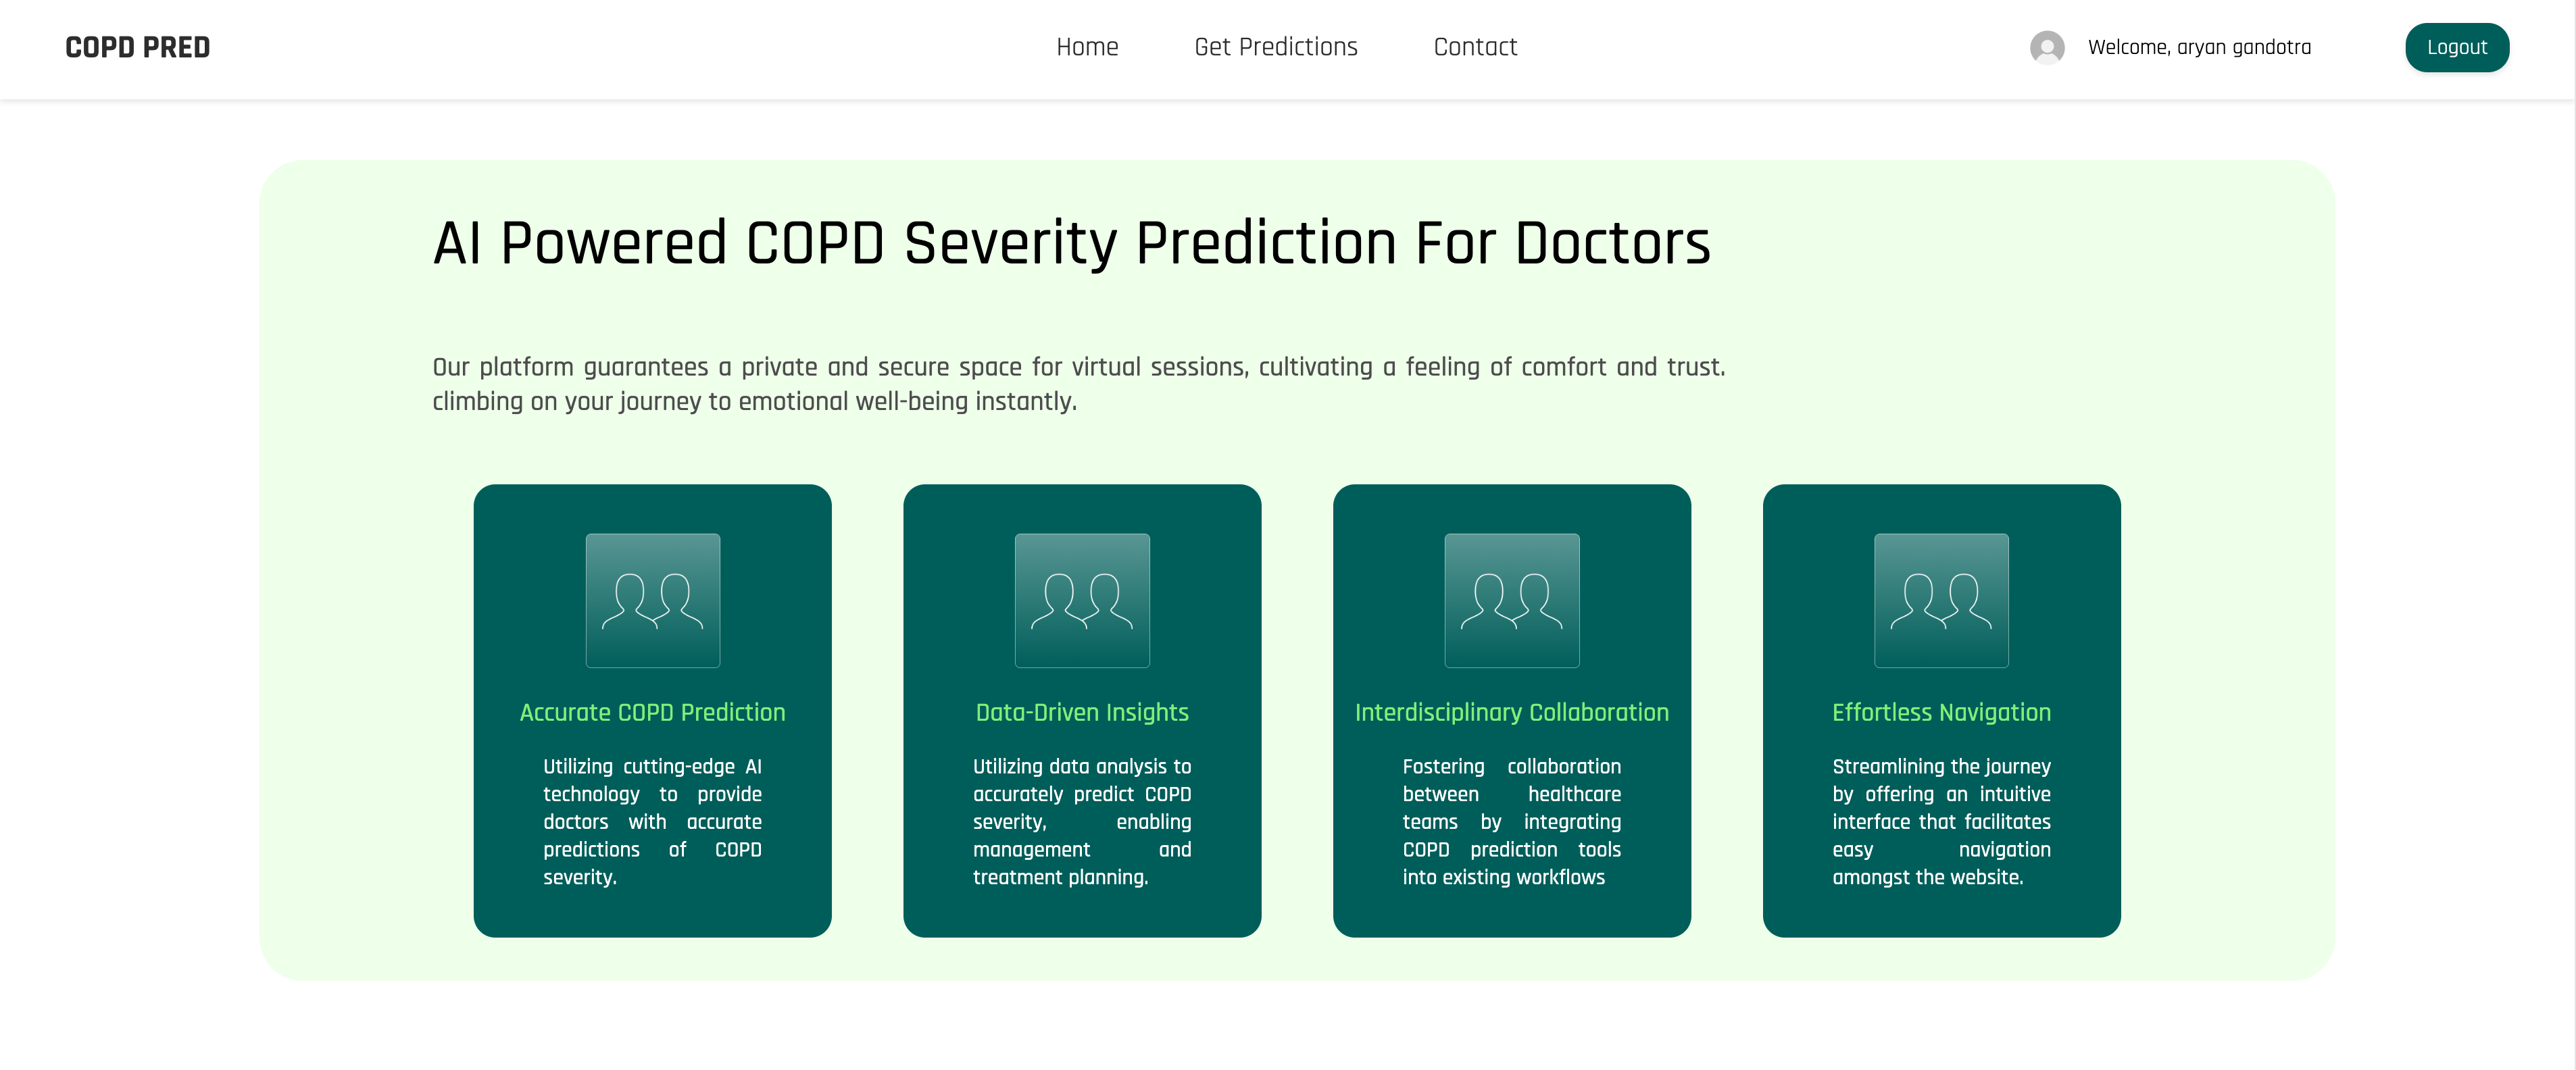 COPD PRED
Home
Get Predictions
Contact
Welcome, aryan gandotra
Logout
AI Powered COPD Severity Prediction For Doctors
Our platform guarantees a private and secure space for virtual sessions, cultivating a feeling of comfort and trust.
climbing on your journey to emotional well-being instantly.
Accurate COPD Prediction
Utilizing cutting-edge AI
technology to provide
doctors with accurate
predictions of COPD
severity.
Data-Driven Insights
Utilizing data analysis to
accurately predict COPD
severity, enabling
management and
treatment planning.
Interdisciplinary Collaboration
Fostering collaboration
between healthcare
teams by integrating
COPD prediction tools
into existing workflows
Effortless Navigation
Streamlining the journey
by offering an intuitive
interface that facilitates
easy navigation
amongst the website.